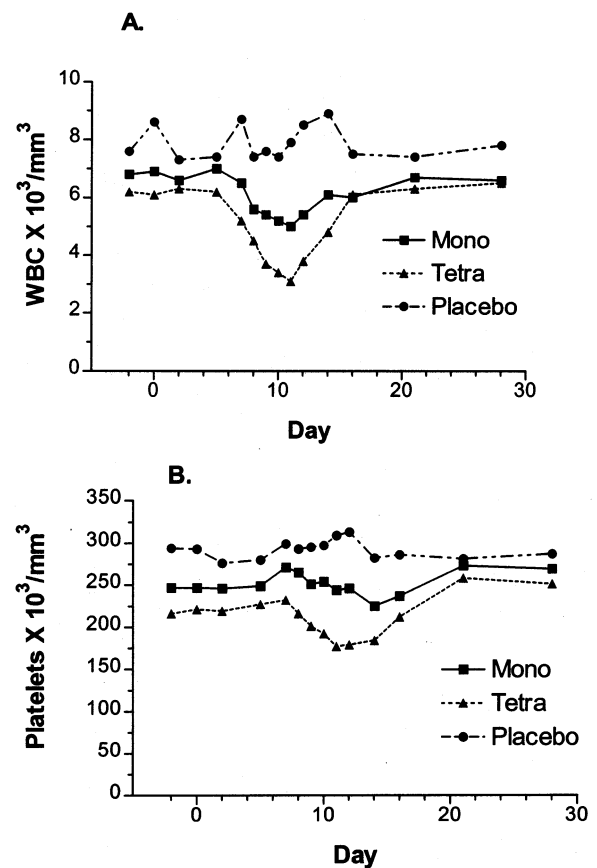 A.
WBC X 10³/mm³
10
8
6
4
2
0
Mono
Tetra
Placebo
0 10 20 30
Day
B.
Platelets X 10³/mm³
350
300
250
200
150
100
50
0
Mono
Tetra
Placebo
0 10 20 30
Day